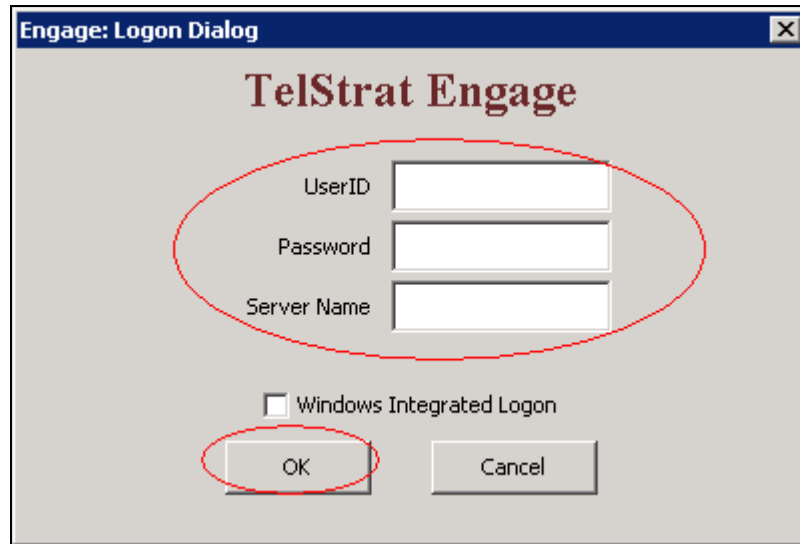 Engage: Logon Dialog
TelStrat Engage
UserID
Password
Server Name
Windows Integrated Logon
OK Cancel